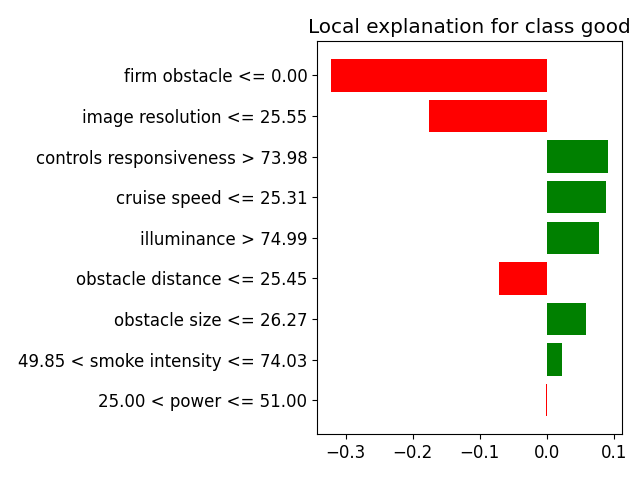 Local explanation for class good
firm obstacle <= 0.00
image resolution <= 25.55
controls responsiveness > 73.98
cruise speed <= 25.31
illuminance > 74.99
obstacle distance <= 25.45
obstacle size <= 26.27
49.85 < smoke intensity <= 74.03
25.00 < power <= 51.00
−0.3 −0.2 −0.1 0.0 0.1